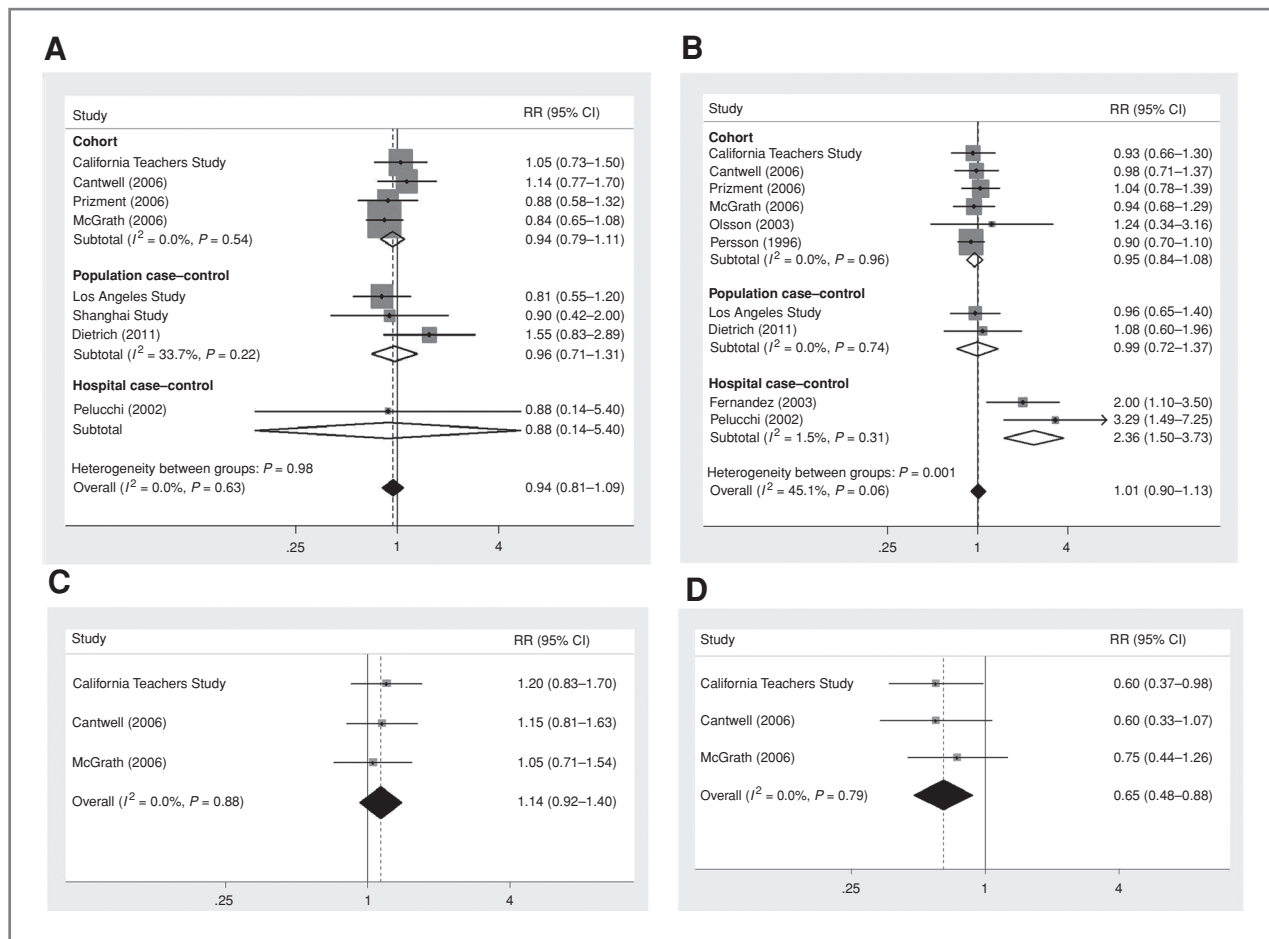 A
Study RR (95% CI)
Cohort
California Teachers Study 1.05 (0.73–1.50)
Cantwell (2006) 1.14 (0.77–1.70)
Prizment (2006) 0.88 (0.58–1.32)
McGrath (2006) 0.84 (0.65–1.08)
Subtotal (I² = 0.0%, P = 0.54) 0.94 (0.79–1.11)
Population case–control
Los Angeles Study 0.81 (0.55–1.20)
Shanghai Study 0.90 (0.42–2.00)
Dietrich (2011) 1.55 (0.83–2.89)
Subtotal (I² = 33.7%, P = 0.22) 0.96 (0.71–1.31)
Hospital case–control
Pelucchi (2002) 0.88 (0.14–5.40)
Subtotal 0.88 (0.14–5.40)
Heterogeneity between groups: P = 0.98
Overall (I² = 0.0%, P = 0.63) 0.94 (0.81–1.09)
.25 1 4
B
Study RR (95% CI)
Cohort
California Teachers Study 0.93 (0.66–1.30)
Cantwell (2006) 0.98 (0.71–1.37)
Prizment (2006) 1.04 (0.78–1.39)
McGrath (2006) 0.94 (0.68–1.29)
Olsson (2003) 1.24 (0.34–3.16)
Persson (1996) 0.90 (0.70–1.10)
Subtotal (I² = 0.0%, P = 0.96) 0.95 (0.84–1.08)
Population case–control
Los Angeles Study 0.96 (0.65–1.40)
Dietrich (2011) 1.08 (0.60–1.96)
Subtotal (I² = 0.0%, P = 0.74) 0.99 (0.72–1.37)
Hospital case–control
Fernandez (2003) 2.00 (1.10–3.50)
Pelucchi (2002) 3.29 (1.49–7.25)
Subtotal (I² = 1.5%, P = 0.31) 2.36 (1.50–3.73)
Heterogeneity between groups: P = 0.001
Overall (I² = 45.1%, P = 0.06) 1.01 (0.90–1.13)
.25 1 4
C
Study RR (95% CI)
California Teachers Study 1.20 (0.83–1.70)
Cantwell (2006) 1.15 (0.81–1.63)
McGrath (2006) 1.05 (0.71–1.54)
Overall (I² = 0.0%, P = 0.88) 1.14 (0.92–1.40)
.25 1 4
D
Study RR (95% CI)
California Teachers Study 0.60 (0.37–0.98)
Cantwell (2006) 0.60 (0.33–1.07)
McGrath (2006) 0.75 (0.44–1.26)
Overall (I² = 0.0%, P = 0.79) 0.65 (0.48–0.88)
.25 1 4